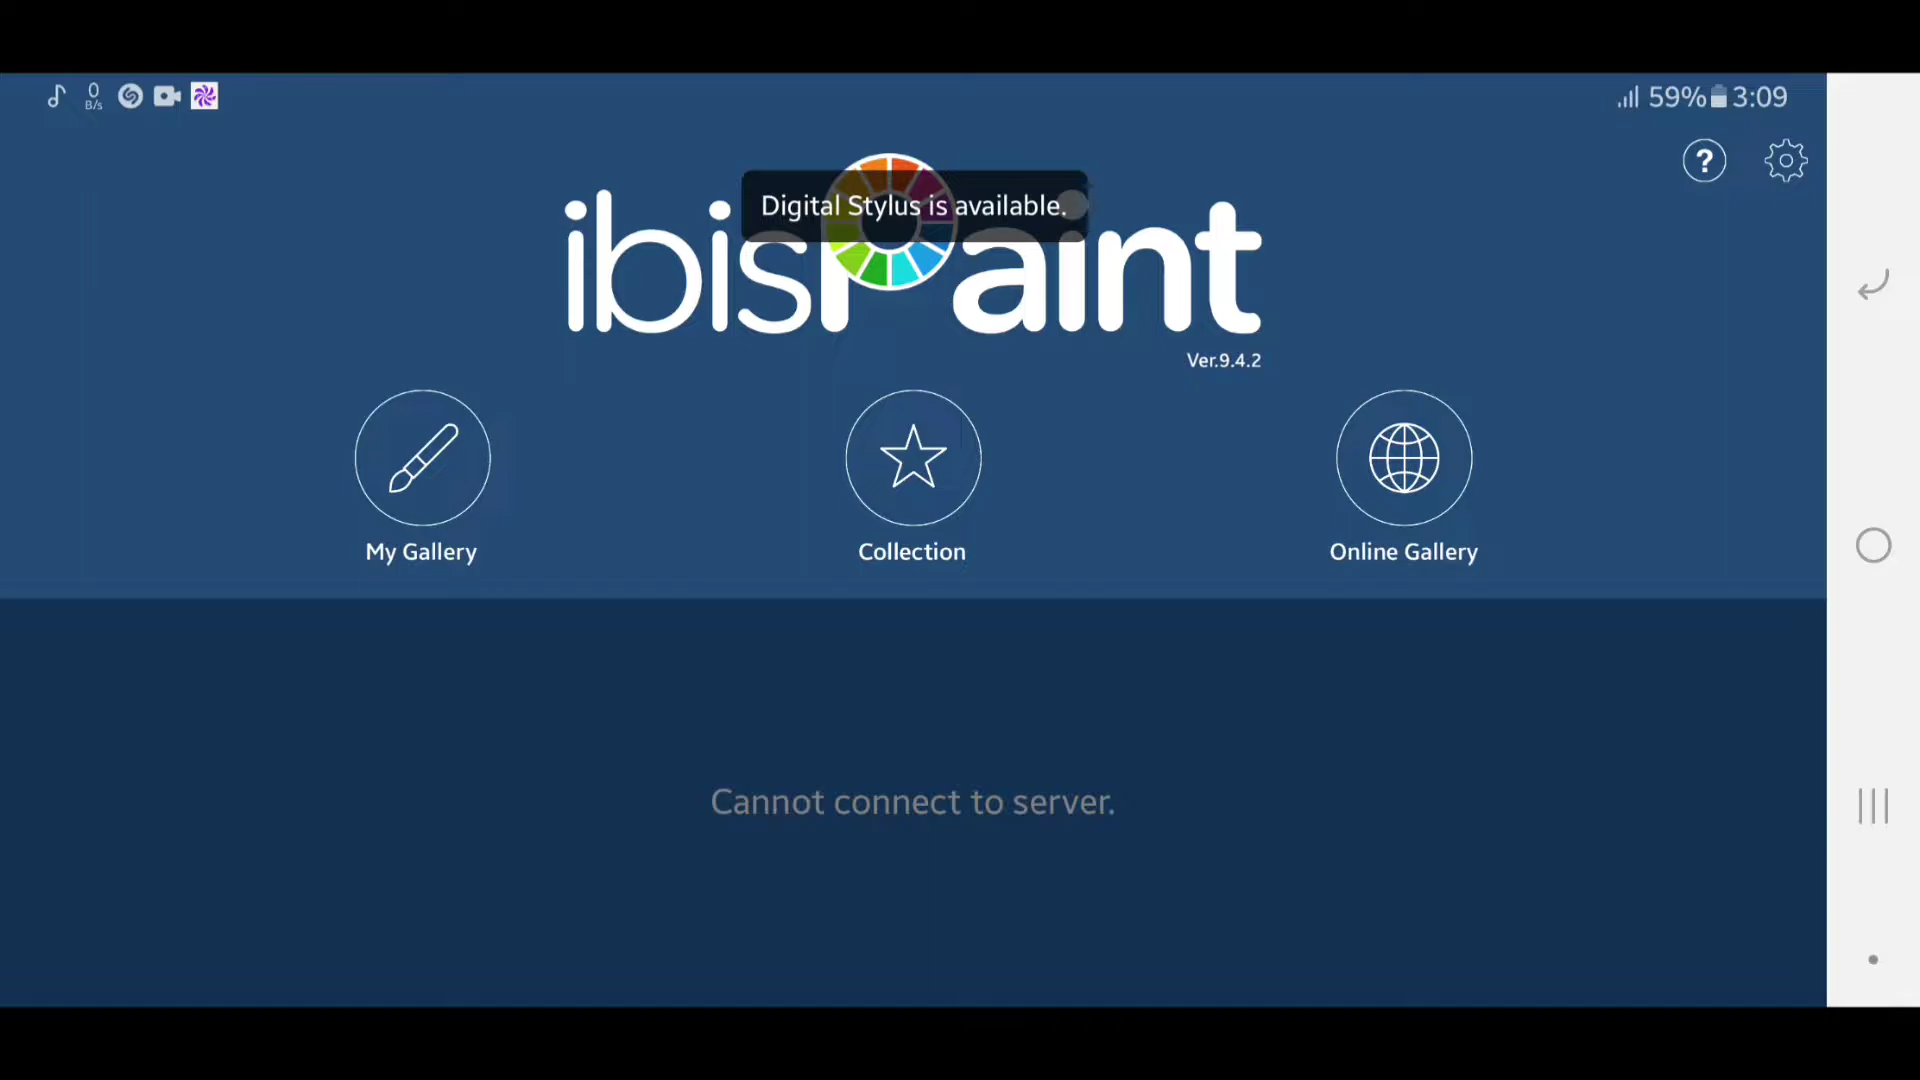 0
B/s
59% 3:09
?
Digital Stylus is available.
ibisPaint
Ver.9.4.2
My Gallery
Collection
Online Gallery
Cannot connect to server.